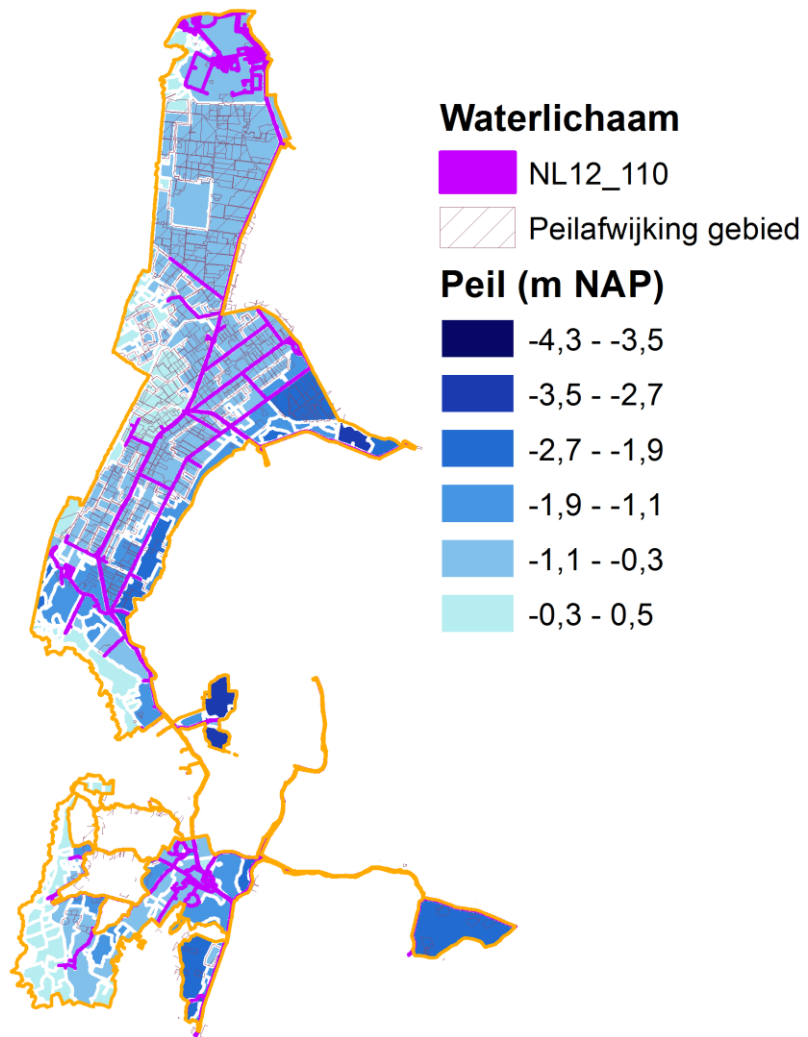 Waterlichaam
NL12_110
Peilafwijking gebied
Peil (m NAP)
-4,3 - -3,5
-3,5 - -2,7
-2,7 - -1,9
-1,9 - -1,1
-1,1 - -0,3
-0,3 - 0,5